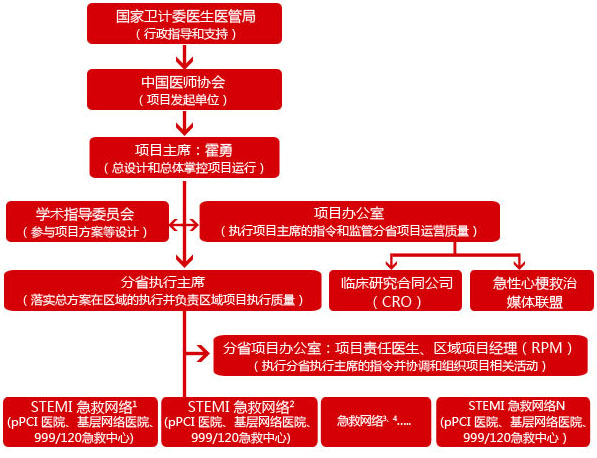 国家卫计委医生医管局
（行政指导和支持）
中国医师协会
（项目发起单位）
项目主席：霍勇
（总设计和总体掌控项目运行）
学术指导委员会
（参与项目方案等设计）
项目办公室
（执行项目主席的指令和监管分省项目运营质量）
分省执行主席
（落实总方案在区域的执行并负责区域项目执行质量）
临床研究合同公司
（CRO）
急性心梗救治
媒体联盟
分省项目办公室：项目责任医生、区域项目经理（RPM）
（执行分省执行主席的指令并协调和组织项目相关活动）
STEMI 急救网络1
(pPCI 医院、基层网络医院、
999/120急救中心)
STEMI 急救网络2
(pPCI 医院、基层网络医院、
999/120急救中心)
急救网络3、4.....
STEMI 急救网络N
(pPCI 医院、基层网络医院、
999/120急救中心 )